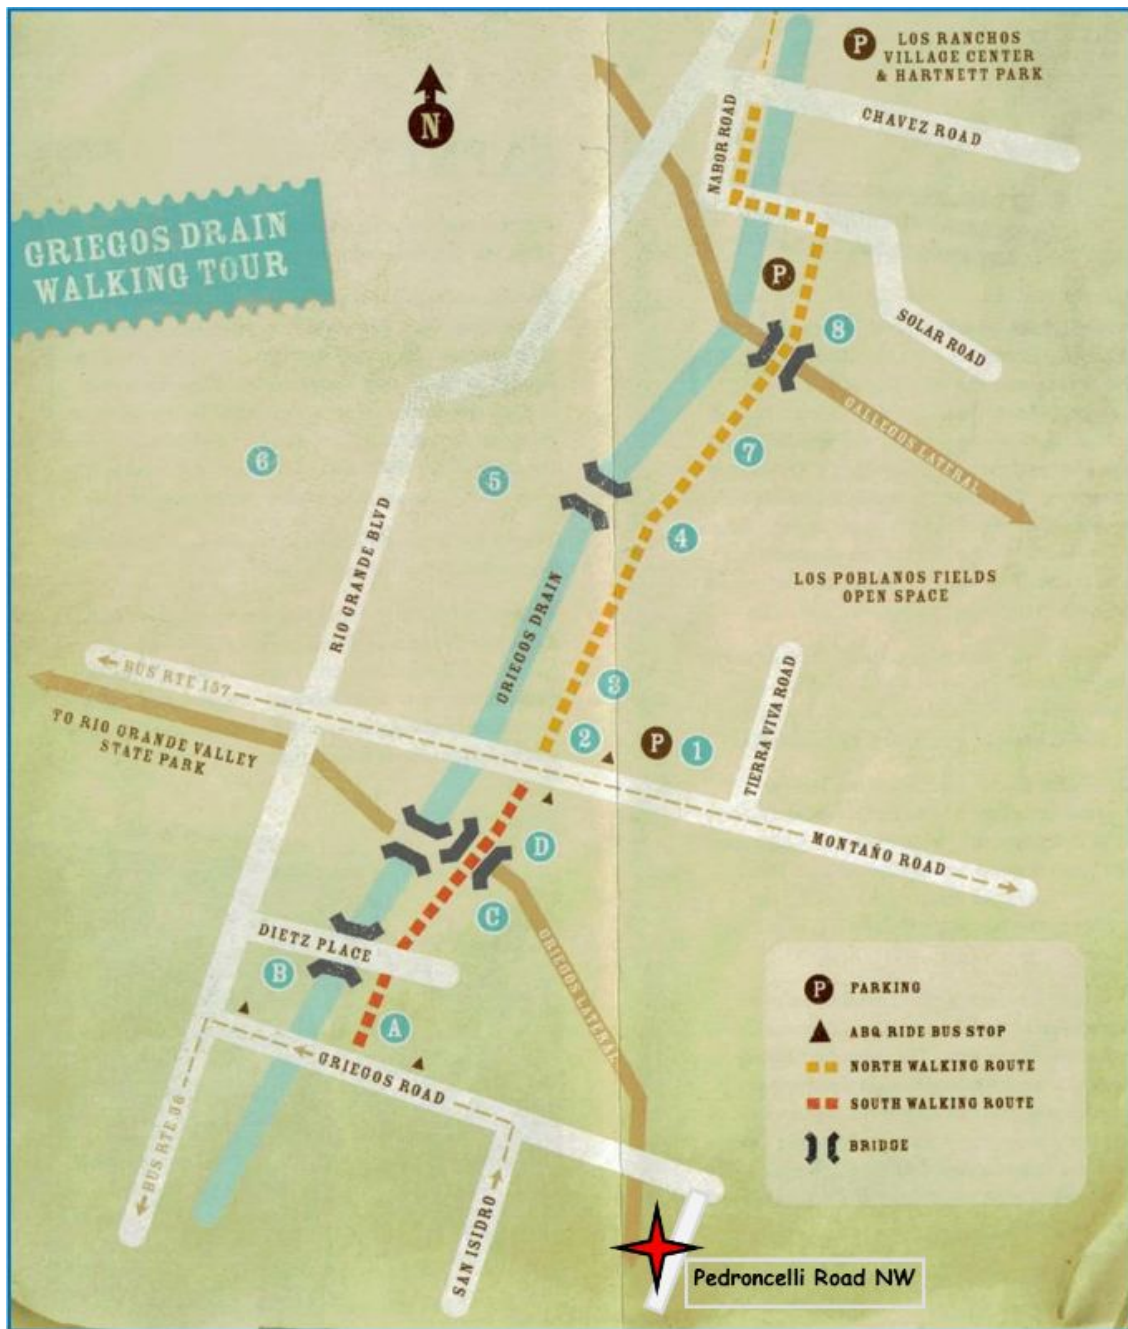 P
LOS RANCHOS
VILLAGE CENTER
& HARTNETT PARK
N
CHAVEZ ROAD
NABOR ROAD
GRIEGOS DRAIN
WALKING TOUR
P
8
SOLAR ROAD
GALLEGOS LATERAL
7
6
5
4
RIO GRANDE BLVD
LOS POBLANOS FIELDS
OPEN SPACE
GRIEGOS DRAIN
BUS RTE 157
3
TO RIO GRANDE VALLEY
STATE PARK
2
P
1
TIERRA VIVA ROAD
MONTAÑO ROAD
D
C
DIETZ PLACE
B
GRIEGOS LATERAL
A
GRIEGOS ROAD
BUS RTE 36
SAN ISIDRO
P PARKING
ABQ RIDE BUS STOP
NORTH WALKING ROUTE
SOUTH WALKING ROUTE
BRIDGE
Pedroncelli Road NW